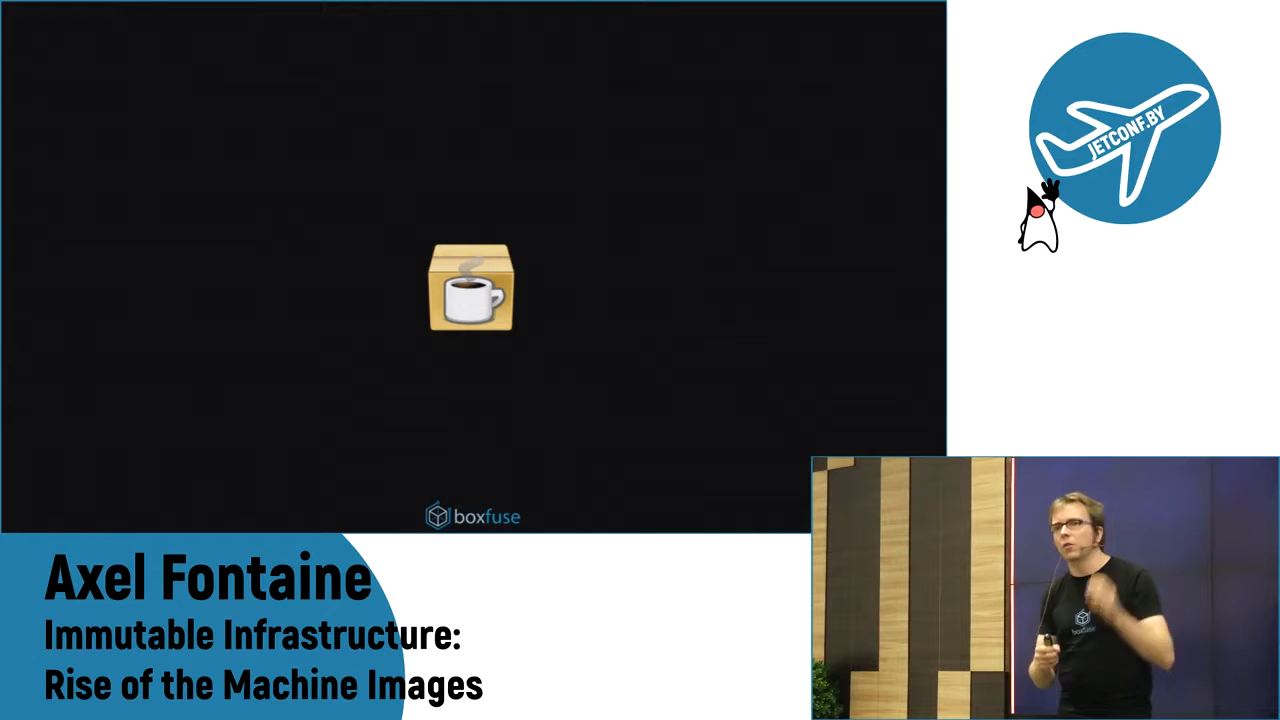 JETCONF.BY
boxfuse
Axel Fontaine
Immutable Infrastructure:
Rise of the Machine Images
boxfuse